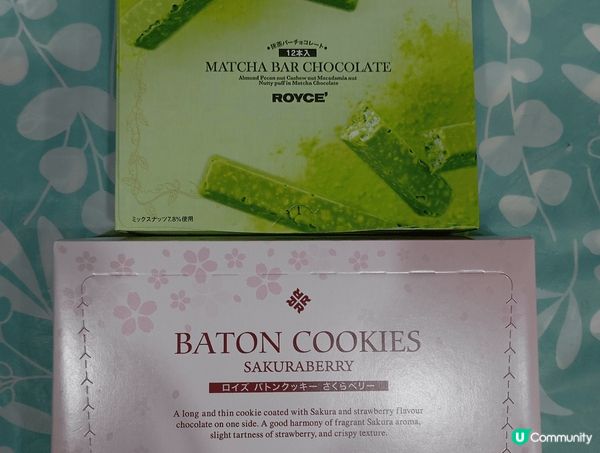 抹茶バーチョコレート
12本入
MATCHA BAR CHOCOLATE
Almond Pecan nut Cashew nut Macadamia nut
Nutty puff in Matcha Chocolate
ROYCE'
ミックスナッツ7.8%使用
BATON COOKIES
SAKURABERRY
ロイズ バトンクッキー さくらベリー
A long and thin cookie coated with Sakura and strawberry flavour
chocolate on one side. A good harmony of fragrant Sakura aroma,
slight tartness of strawberry, and crispy texture.
U Community